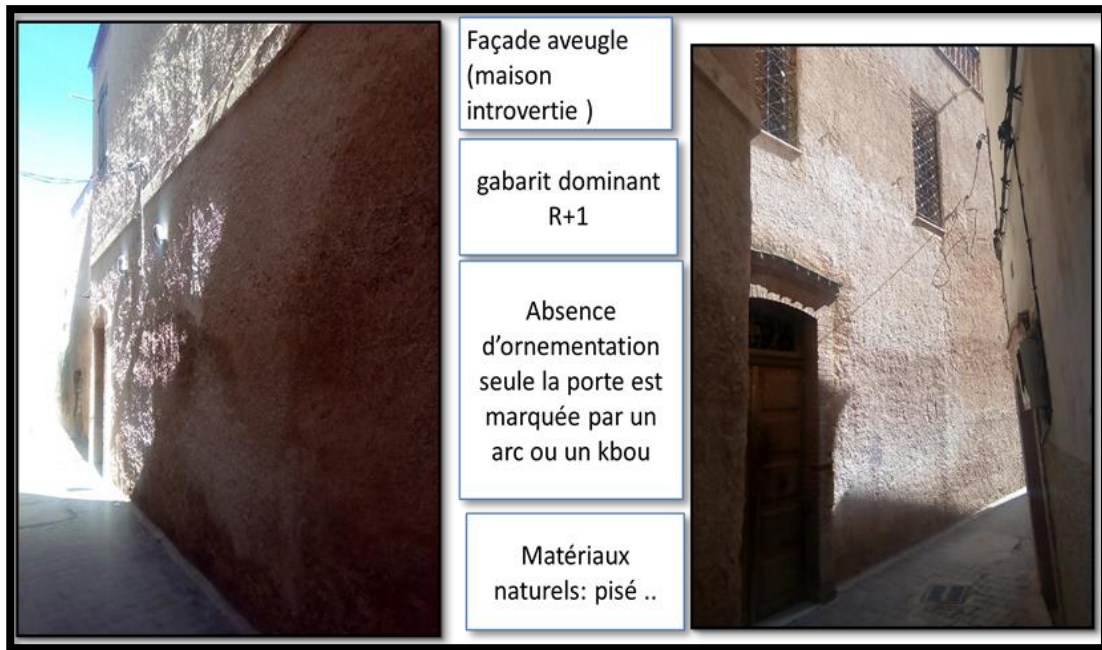 Façade aveugle
(maison
introvertie )
gabarit dominant
R+1
Absence
d’ornementation
seule la porte est
marquée par un
arc ou un kbou
Matériaux
naturels: pisé ..